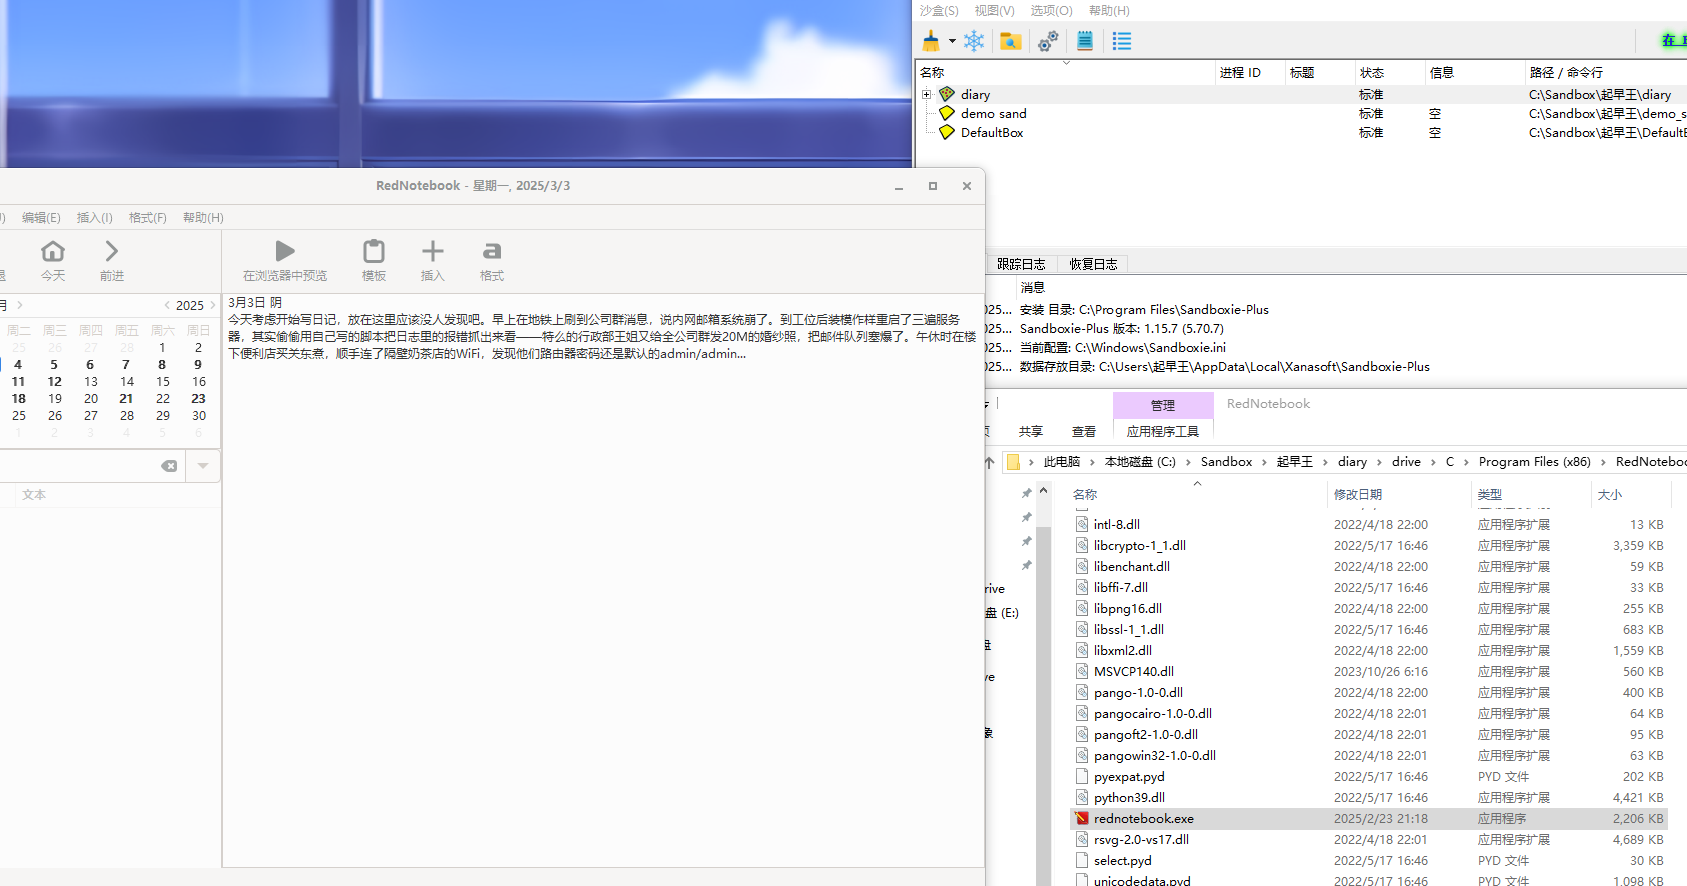 沙盒(S) 视图(V) 选项(O) 帮助(H)
名称 进程 ID 标题 状态 信息 路径 / 命令行
diary 标准 C:\Sandbox\起早王\diary
demo sand 标准 空 C:\Sandbox\起早王\demo_s
DefaultBox 标准 空 C:\Sandbox\起早王\Default
RedNotebook - 星期一, 2025/3/3
编辑(E) 插入(I) 格式(F) 帮助(H)
今天 前进 在浏览器中预览 模板 插入 格式
月 2025
周二 周三 周四 周五 周六 周日
25 26 27 28 1 2
4 5 6 7 8 9
11 12 13 14 15 16
18 19 20 21 22 23
25 26 27 28 29 30
1 2 3 4 5 6
文本
3月3日 阴
今天考虑开始写日记，放在这里应该没人发现吧。早上在地铁上刷到公司群消息，说内网邮箱系统崩了。到工位后装模作样重启了三遍服务
器，其实偷偷用自己写的脚本把日志里的报错抓出来看——特么的行政部王姐又给全公司群发20M的婚纱照，把邮件队列塞爆了。午休时在楼
下便利店买关东煮，顺手连了隔壁奶茶店的WiFi，发现他们路由器密码还是默认的admin/admin...
跟踪日志 恢复日志
消息
025... 安装 目录: C:\Program Files\Sandboxie-Plus
025... Sandboxie-Plus 版本: 1.15.7 (5.70.7)
025... 当前配置: C:\Windows\Sandboxie.ini
025... 数据存放目录: C:\Users\起早王\AppData\Local\Xanasoft\Sandboxie-Plus
管理 RedNotebook
共享 查看 应用程序工具
此电脑 本地磁盘 (C:) Sandbox 起早王 diary drive C Program Files (x86) RedNoteboo
名称 修改日期 类型 大小
intl-8.dll 2022/4/18 22:00 应用程序扩展 13 KB
libcrypto-1_1.dll 2022/5/17 16:46 应用程序扩展 3,359 KB
libenchant.dll 2022/4/18 22:00 应用程序扩展 59 KB
libffi-7.dll 2022/5/17 16:46 应用程序扩展 33 KB
libpng16.dll 2022/4/18 22:00 应用程序扩展 255 KB
libssl-1_1.dll 2022/5/17 16:46 应用程序扩展 683 KB
libxml2.dll 2022/4/18 22:00 应用程序扩展 1,559 KB
MSVCP140.dll 2023/10/26 6:16 应用程序扩展 560 KB
pango-1.0-0.dll 2022/4/18 22:00 应用程序扩展 400 KB
pangocairo-1.0-0.dll 2022/4/18 22:01 应用程序扩展 64 KB
pangoft2-1.0-0.dll 2022/4/18 22:01 应用程序扩展 95 KB
pangowin32-1.0-0.dll 2022/4/18 22:01 应用程序扩展 63 KB
pyexpat.pyd 2022/5/17 16:46 PYD 文件 202 KB
python39.dll 2022/5/17 16:46 应用程序扩展 4,421 KB
rednotebook.exe 2025/2/23 21:18 应用程序 2,206 KB
rsvg-2.0-vs17.dll 2022/4/18 22:01 应用程序扩展 4,689 KB
select.pyd 2022/5/17 16:46 PYD 文件 30 KB
unicodedata.pyd 2022/5/17 16:46 PYD 文件 1,098 KB
rive
盘 (E:)
盘
ve
象